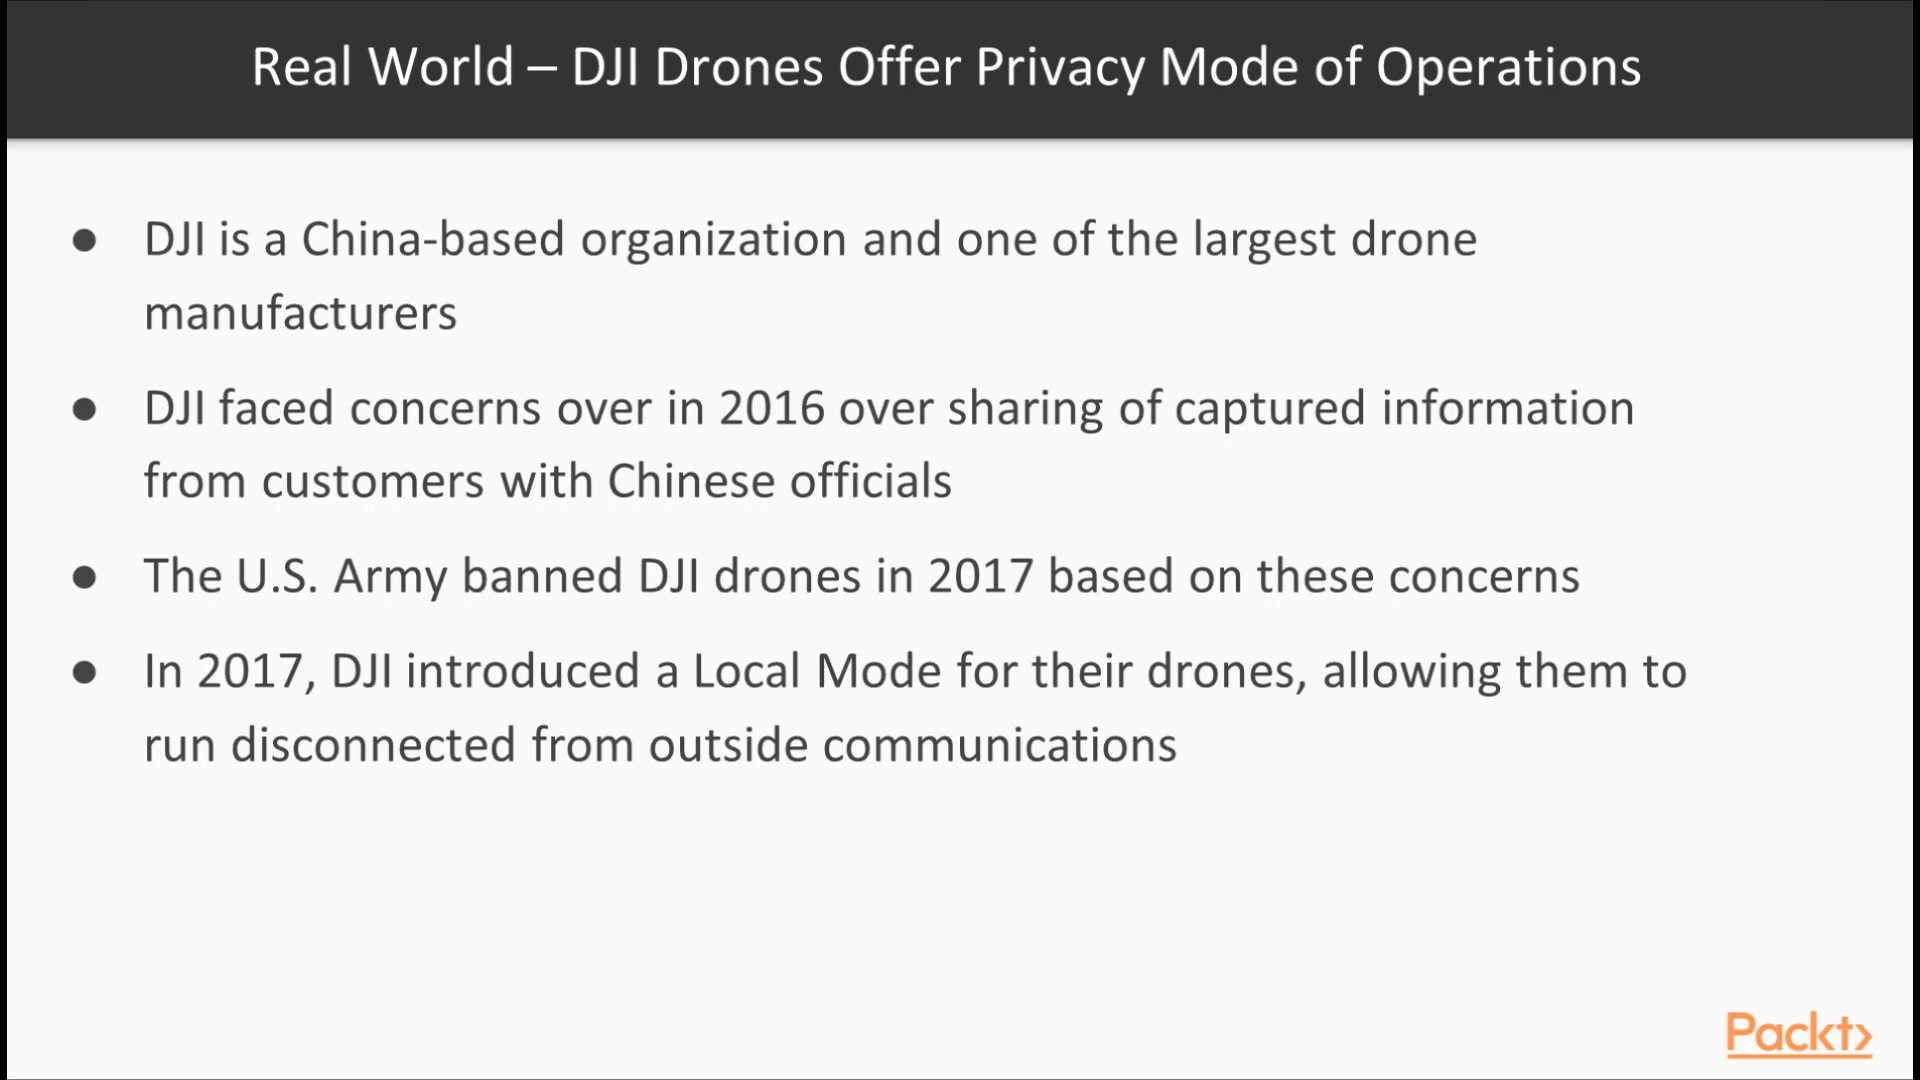 Real World – DJI Drones Offer Privacy Mode of Operations
● DJI is a China-based organization and one of the largest drone
manufacturers
● DJI faced concerns over in 2016 over sharing of captured information
from customers with Chinese officials
● The U.S. Army banned DJI drones in 2017 based on these concerns
● In 2017, DJI introduced a Local Mode for their drones, allowing them to
run disconnected from outside communications
Packt>